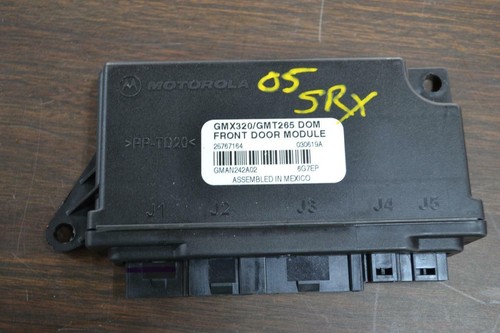 MOTOROLA
05
SRX
GMX320/GMT265 DOM
FRONT DOOR MODULE
25767164 030619A
>PP-TD20<
GMAN242A02 6G7EP
ASSEMBLED IN MEXICO
J1 J2 J3 J4 J5